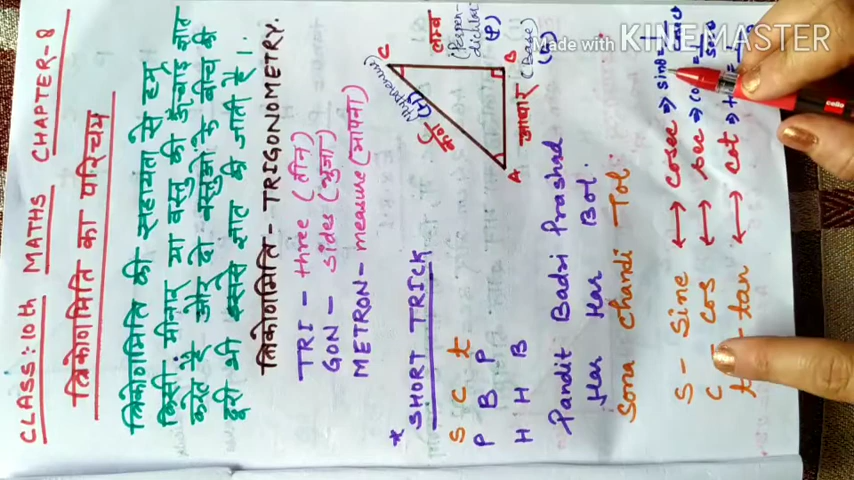 CLASS: 10th MATHS CHAPTER-8
त्रिकोणमिति का परिचय
त्रिकोणमिति की सहायता से हम
किसी मीनार या वस्तु की ऊँचाई ज्ञात
करते है और दो वस्तुओ के बीच की
दूरी भी इससे ज्ञात की जाती है।
त्रिकोणमिति - TRIGONOMETRY.
TRI - three (तीन)
GON - sides (भुजा)
METRON - measure (मापना)
* SHORT TRICK
S C t
P B P
H H B
C
कर्ण (H)
लम्ब
(P)
A
आधार (Base)
B
(B)
Pandit Badri Prashad
Har Har Bol.
Sona Chandi Tol
S - Sine ↔ cosec ⇒ sinθ =
C cos ↔ sec ⇒
t - tan ↔ cot ⇒
Made with KINEMASTER